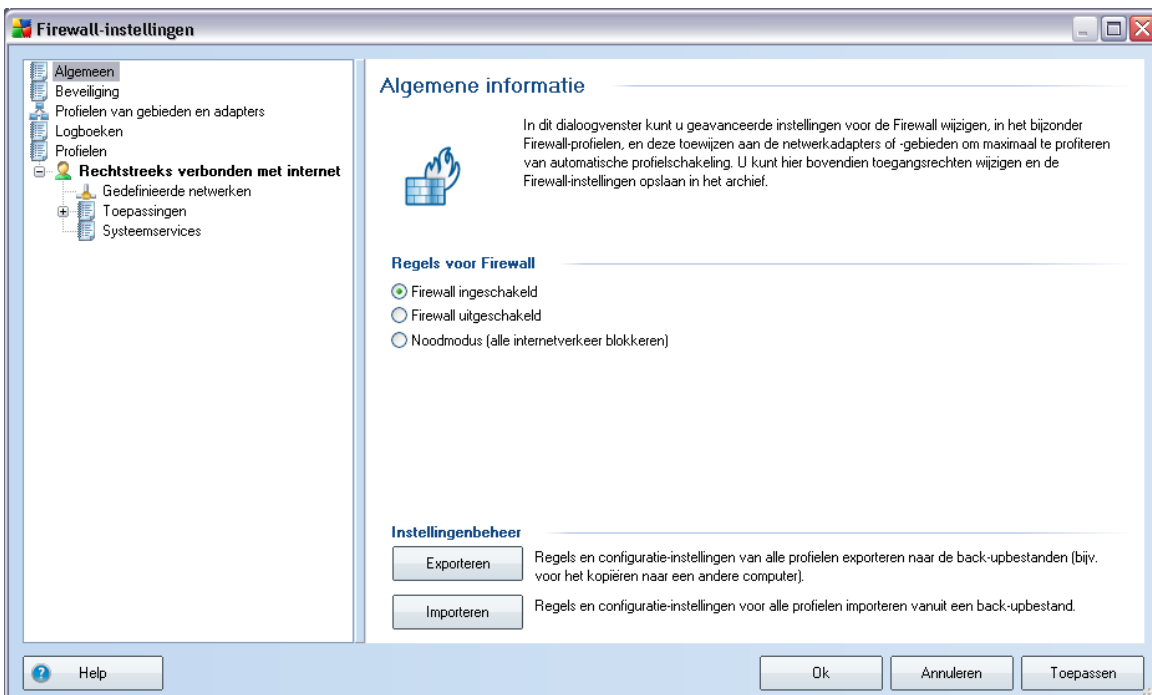 Firewall-instellingen
Algemeen
Beveiliging
Profielen van gebieden en adapters
Logboeken
Profielen
Rechtstreeks verbonden met internet
Gedefinieerde netwerken
Toepassingen
Systeemservices
Algemene informatie
In dit dialoogvenster kunt u geavanceerde instellingen voor de Firewall wijzigen, in het bijzonder
Firewall-profielen, en deze toewijzen aan de netwerkadapters of -gebieden om maximaal te profiteren
van automatische profielschakeling. U kunt hier bovendien toegangsrechten wijzigen en de
Firewall-instellingen opslaan in het archief.
Regels voor Firewall
Firewall ingeschakeld
Firewall uitgeschakeld
Noodmodus (alle internetverkeer blokkeren)
Instellingenbeheer
Exporteren
Regels en configuratie-instellingen van alle profielen exporteren naar de back-upbestanden (bijv.
voor het kopiëren naar een andere computer).
Importeren
Regels en configuratie-instellingen voor alle profielen importeren vanuit een back-upbestand.
Help
Ok
Annuleren
Toepassen